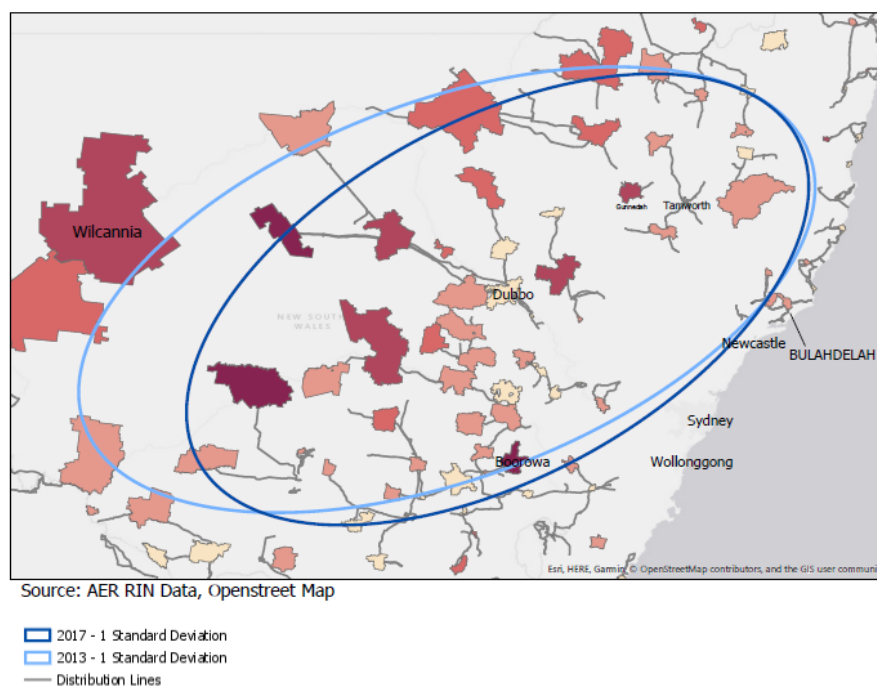 Wilcannia
Gunnedah
Tamworth
Dubbo
NEW SOUTH
WALES
Newcastle
BULAHDELAH
Sydney
Boorowa
Wollonggong
Esri, HERE, Garmin, © OpenStreetMap contributors, and the GIS user communi
Source: AER RIN Data, Openstreet Map
2017 - 1 Standard Deviation
2013 - 1 Standard Deviation
Distribution Lines